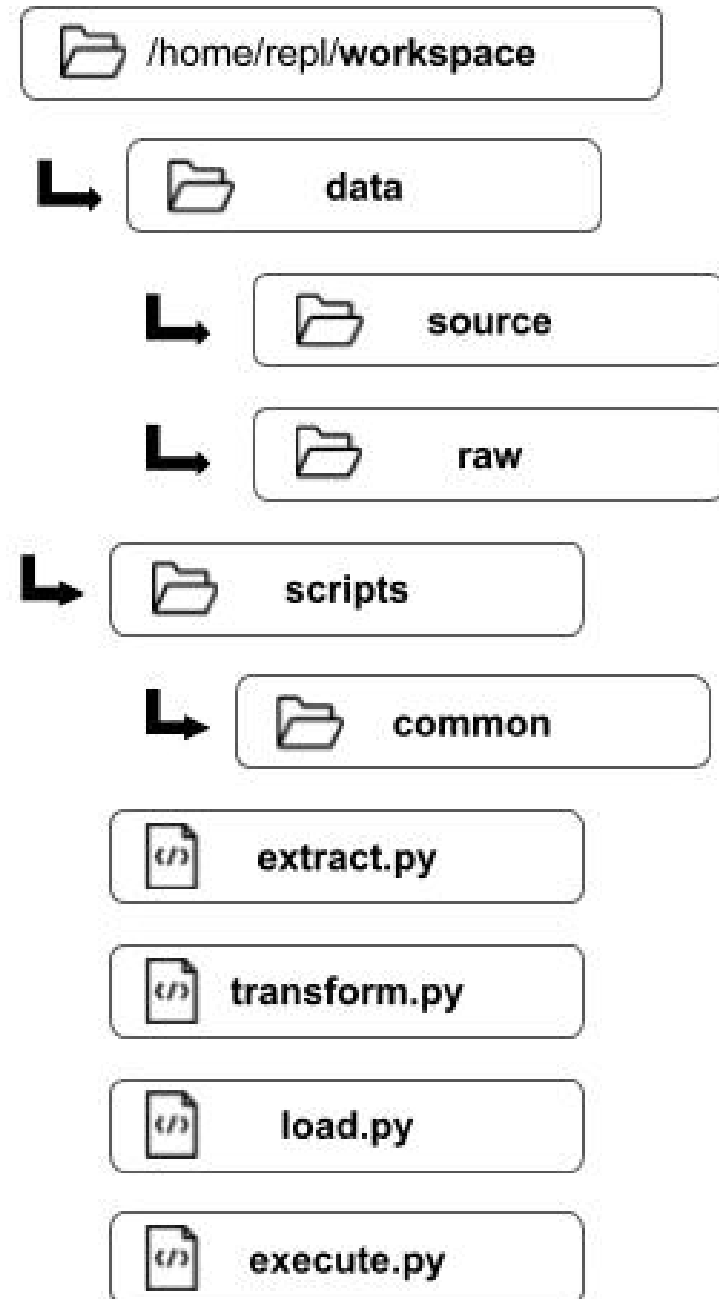 /home/repl/workspace
data
source
raw
scripts
common
</> extract.py
</> transform.py
</> load.py
</> execute.py